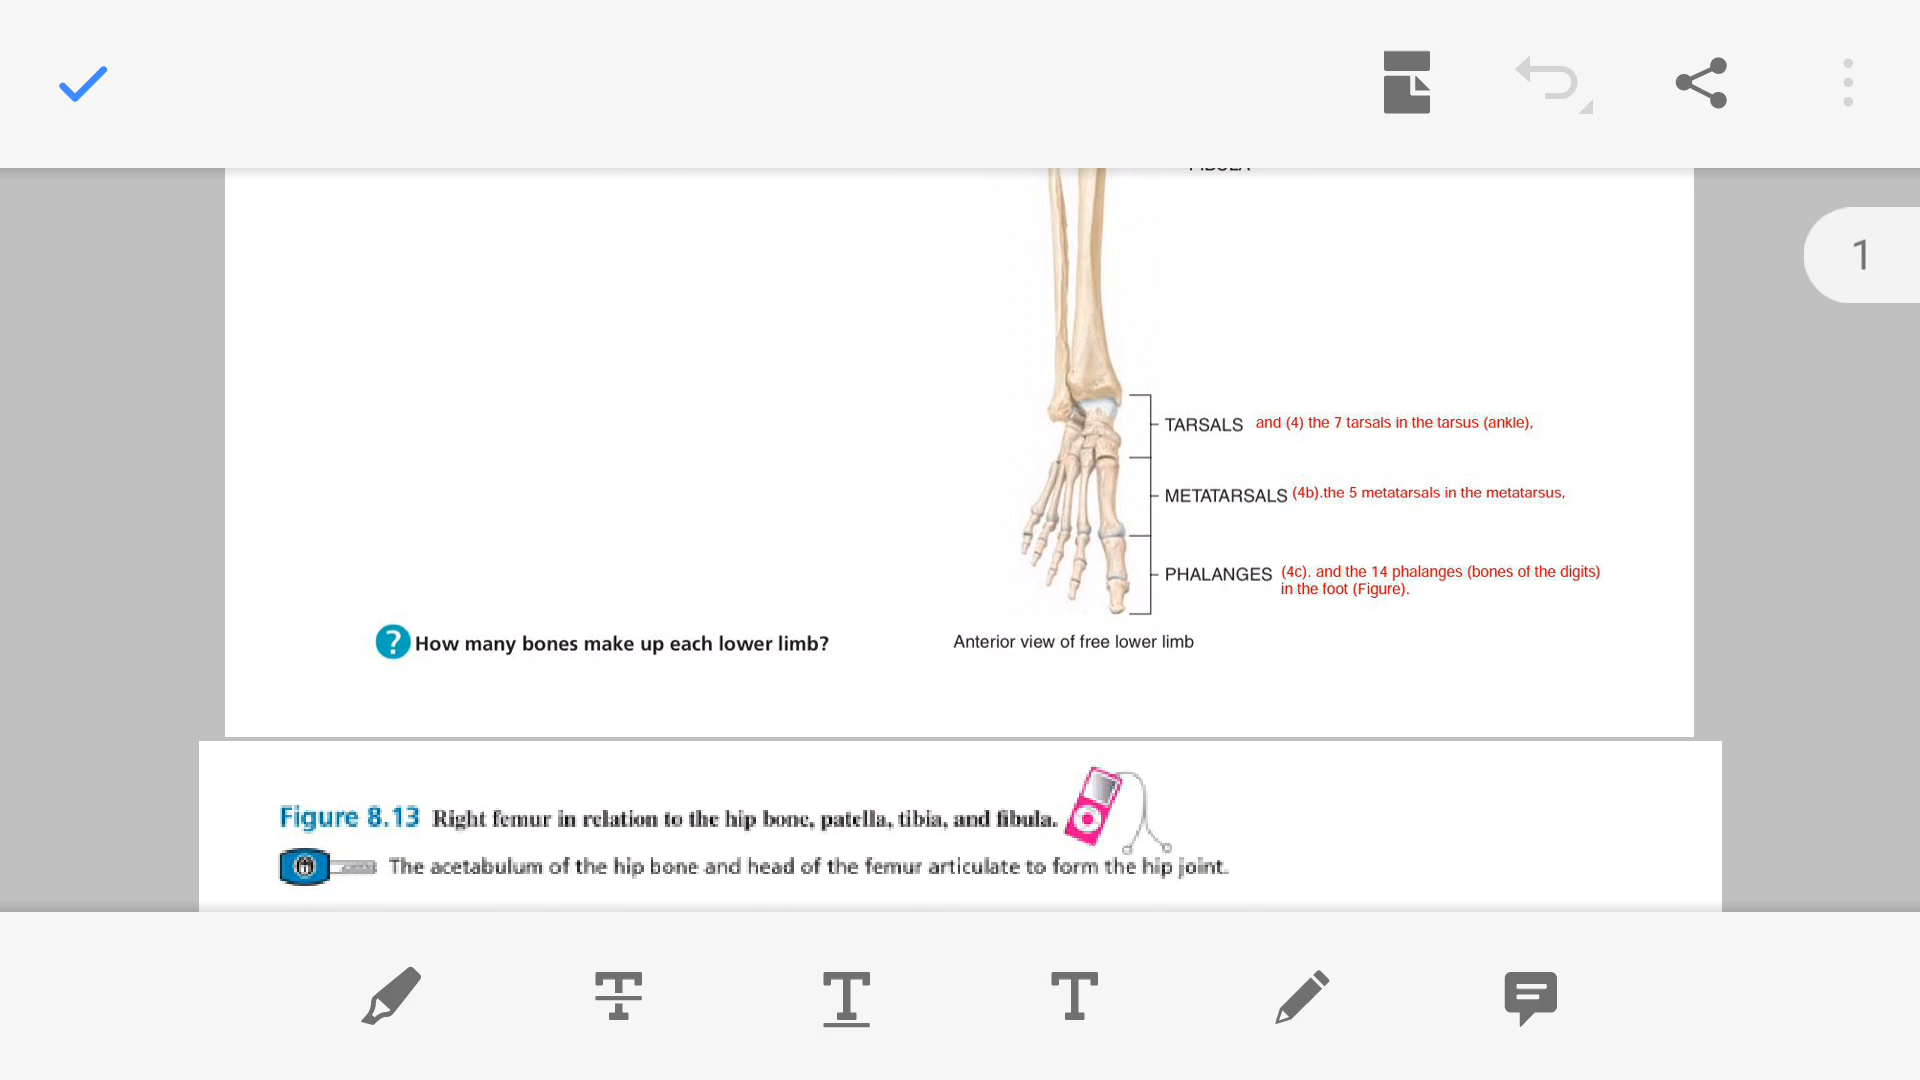 FIBULA
1
TARSALS and (4) the 7 tarsals in the tarsus (ankle),
METATARSALS (4b).the 5 metatarsals in the metatarsus,
PHALANGES (4c). and the 14 phalanges (bones of the digits)
in the foot (Figure).
? How many bones make up each lower limb?
Anterior view of free lower limb
Figure 8.13 Right femur in relation to the hip bone, patella, tibia, and fibula.
The acetabulum of the hip bone and head of the femur articulate to form the hip joint.